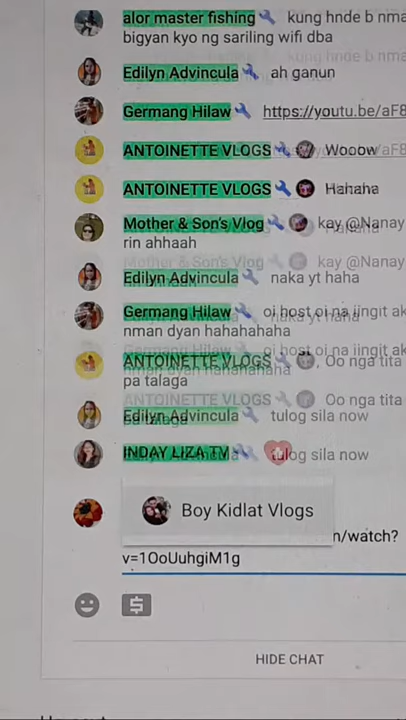 alor master fishing kung hnde b nma
bigyan kyo ng sariling wifi dba
Edilyn Advincula ah ganun
Germang Hilaw https://youtu.be/aF8
ANTOINETTE VLOGS Wooow
ANTOINETTE VLOGS Hahaha
Mother & Son's Vlog kay @Nanay
rin ahhaah
Edilyn Advincula naka yt haha
Germang Hilaw oi host oi na iingit ak
nman dyan hahahahaha
ANTOINETTE VLOGS Oo nga tita
pa talaga
Edilyn Advincula tulog sila now
INDAY LIZA TV
Boy Kidlat Vlogs
n/watch?
v=1OoUuhgiM1g
HIDE CHAT